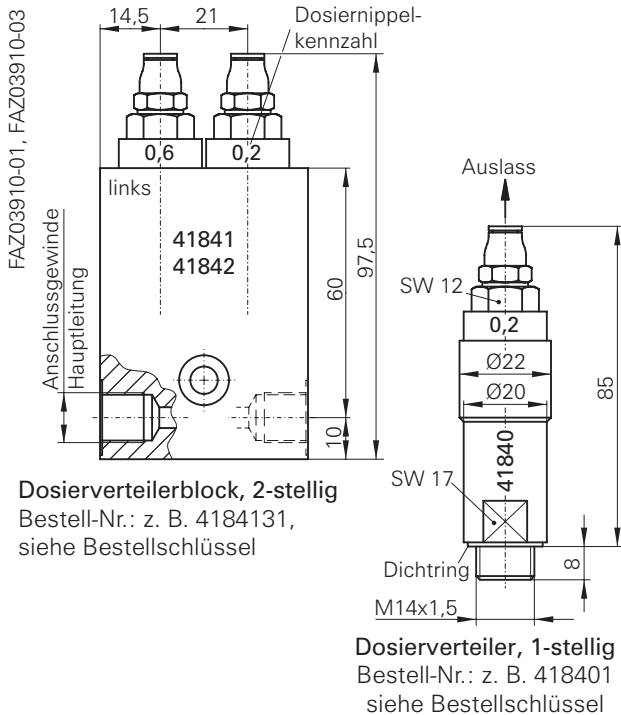 FAZ03910-01, FAZ03910-03
14,5
21
Dosiernippel-
kennzahl
0,6
0,2
links
41841
41842
60
97,5
10
Anschlussgewinde
Hauptleitung
Dosierverteilerblock, 2-stellig
Bestell-Nr.: z. B. 4184131,
siehe Bestellschlüssel
Auslass
SW 12
0,2
Ø22
Ø20
85
41840
SW 17
Dichtring
8
M14x1,5
Dosierverteiler, 1-stellig
Bestell-Nr.: z. B. 418401
siehe Bestellschlüssel